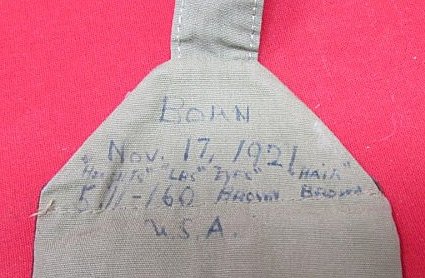 BORN
Nov. 17, 1921
"HEIGHT" "LBS" "EYES" "HAIR"
5 11 - 160 BROWN BROWN
U.S.A.